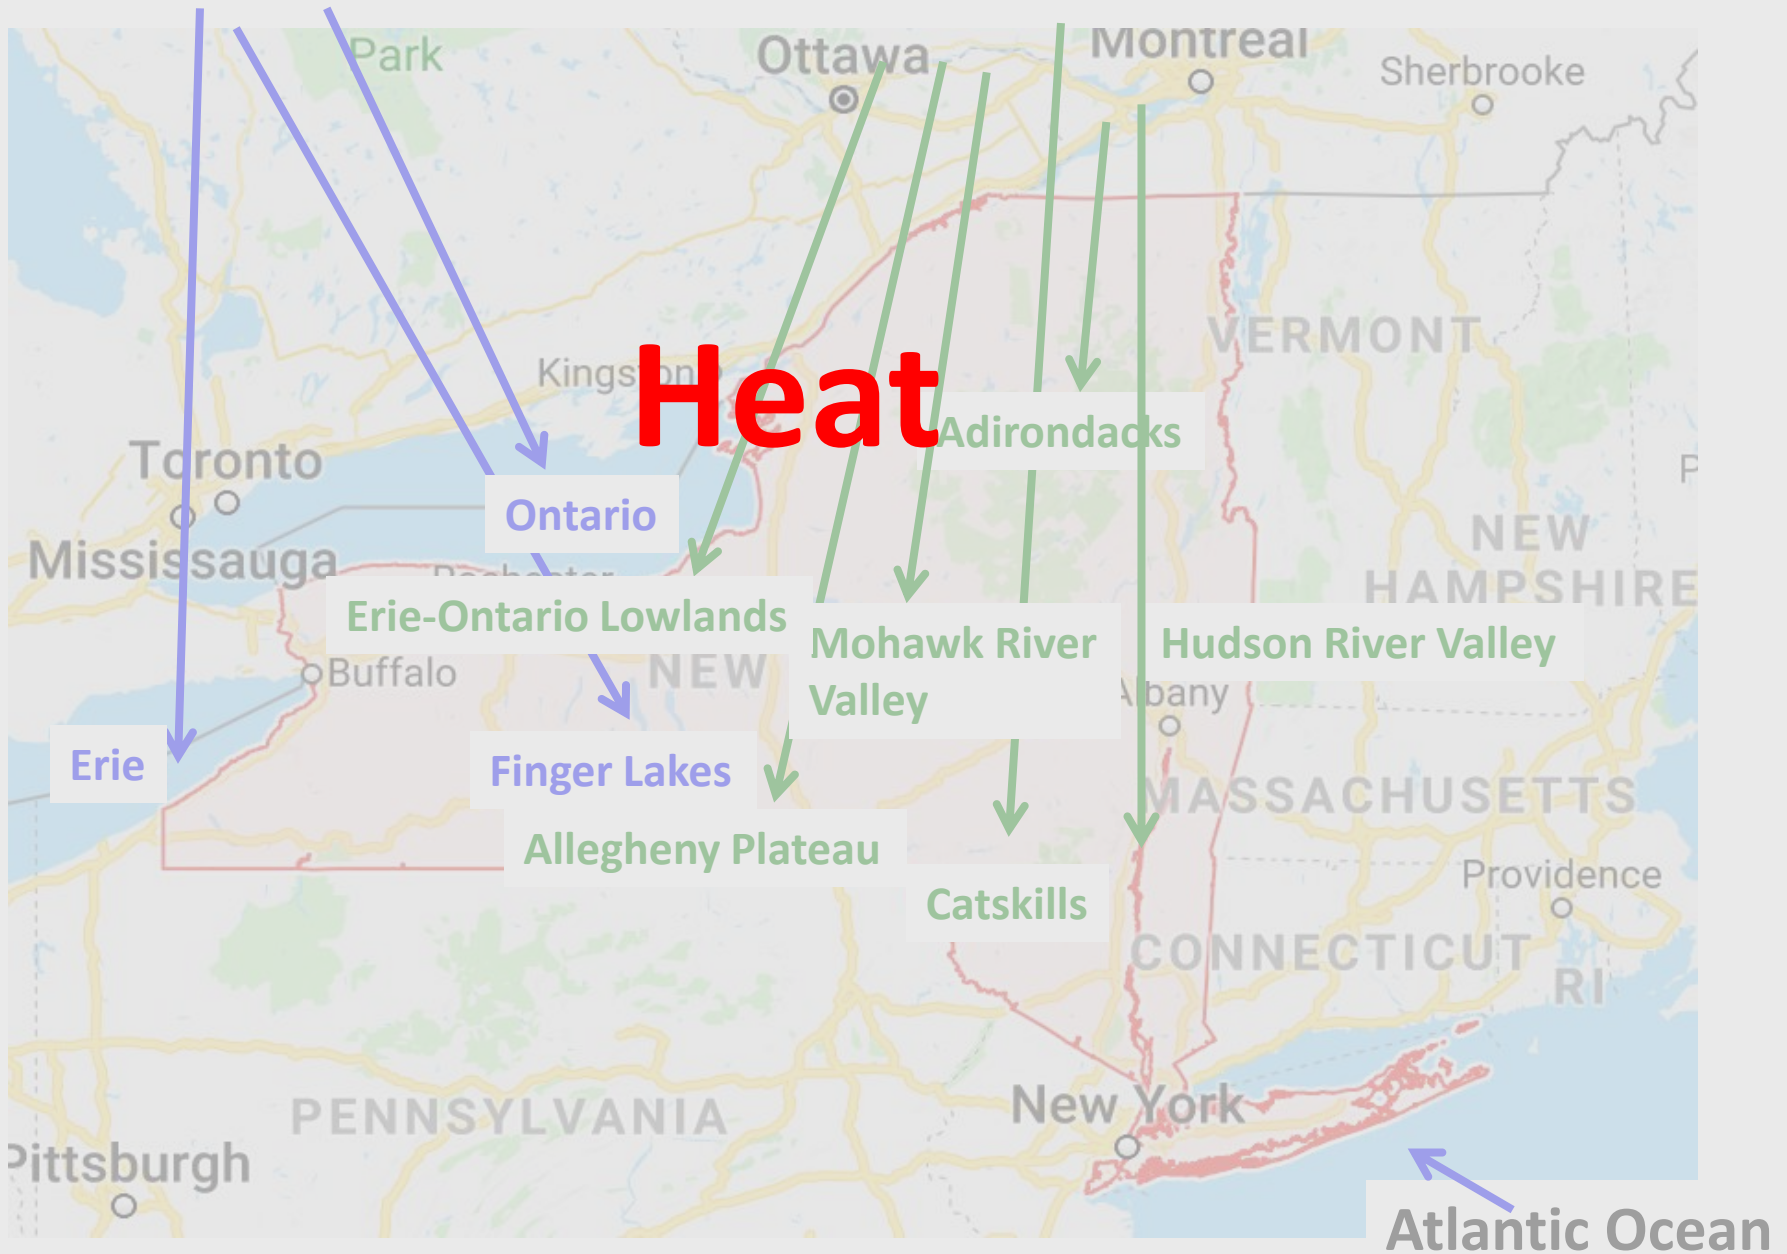 Park
Ottawa
Montreal
Sherbrooke
VERMONT
Kingston
Heat
Adirondacks
Toronto
Ontario
NEW
HAMPSHIRE
Mississauga
Rochester
Erie-Ontario Lowlands
Mohawk River
Valley
Hudson River Valley
Buffalo
NEW
Albany
Erie
Finger Lakes
MASSACHUSETTS
Allegheny Plateau
Providence
Catskills
CONNECTICUT
RI
New York
PENNSYLVANIA
Pittsburgh
Atlantic Ocean